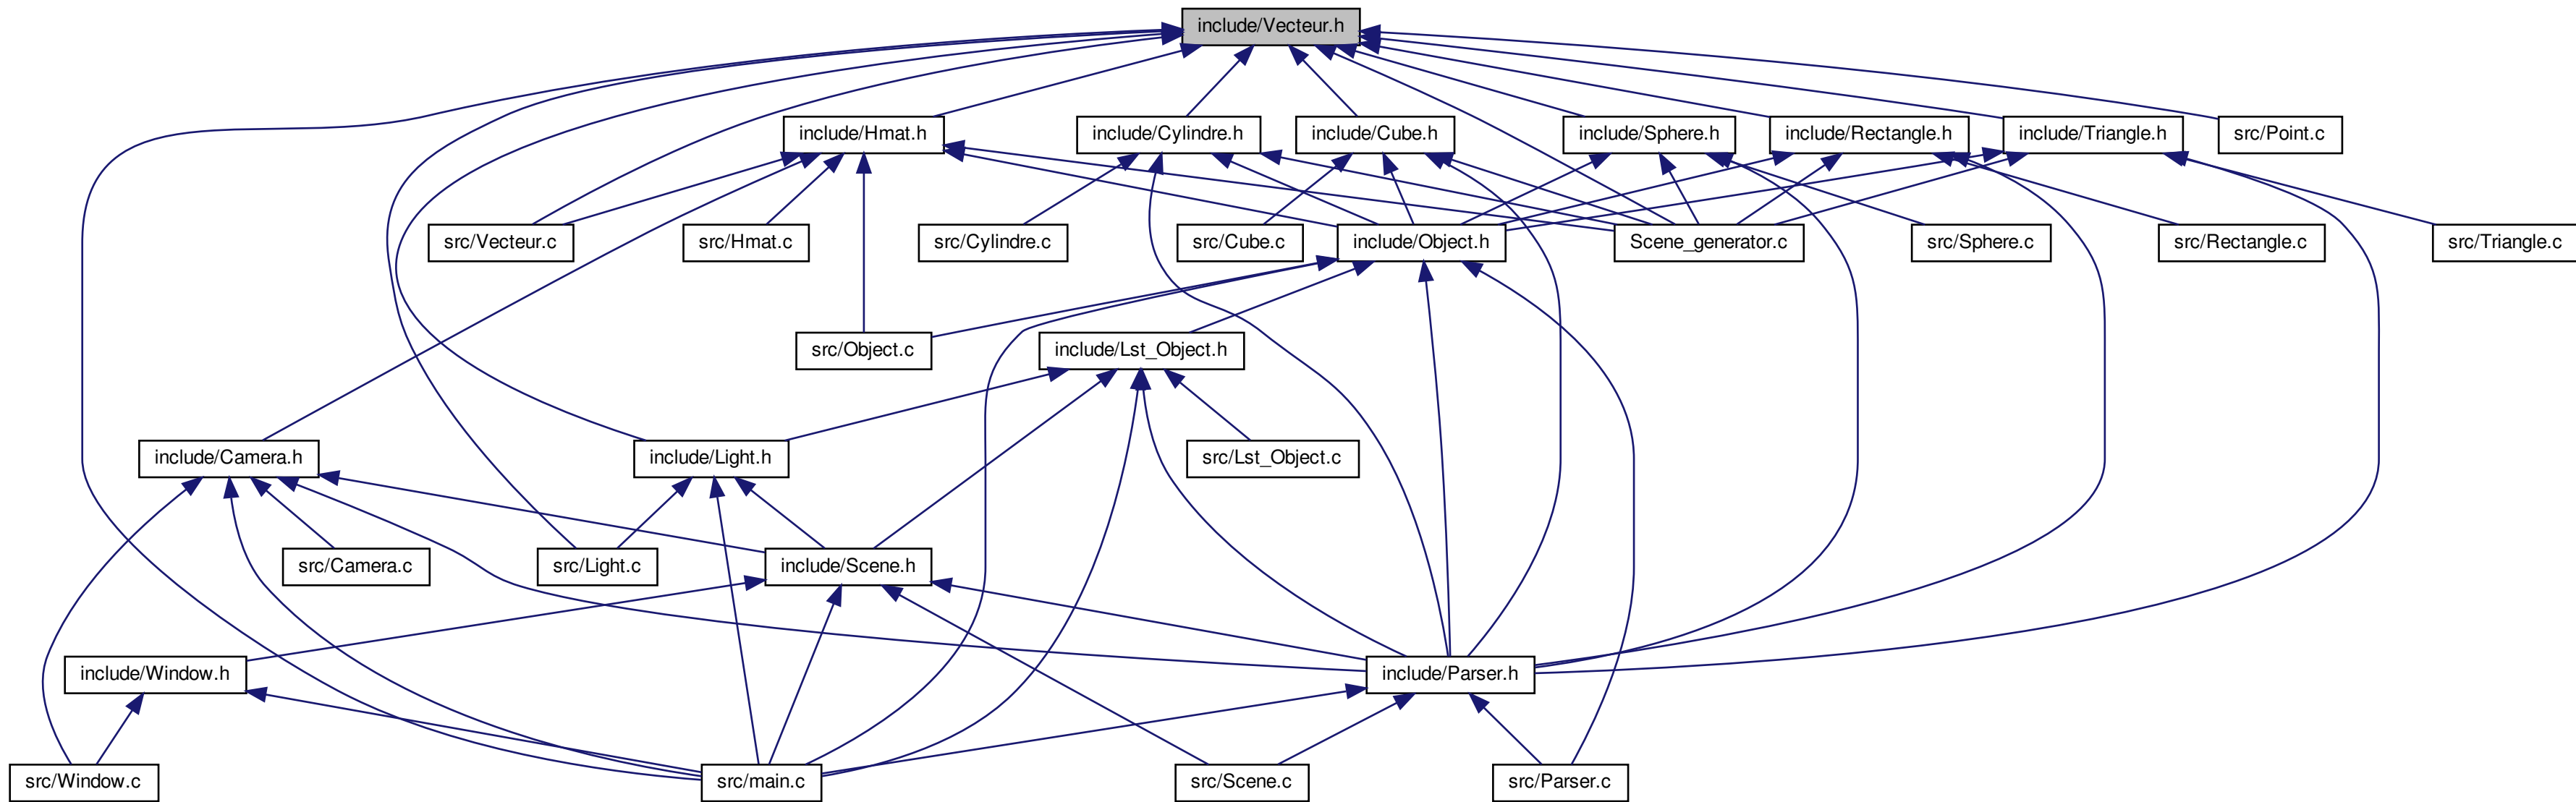 include/Vecteur.h
include/Hmat.h
include/Cylindre.h
include/Cube.h
include/Sphere.h
include/Rectangle.h
include/Triangle.h
src/Point.c
src/Vecteur.c
src/Hmat.c
src/Cylindre.c
src/Cube.c
include/Object.h
Scene_generator.c
src/Sphere.c
src/Rectangle.c
src/Triangle.c
src/Object.c
include/Lst_Object.h
include/Camera.h
include/Light.h
src/Lst_Object.c
src/Camera.c
src/Light.c
include/Scene.h
include/Window.h
include/Parser.h
src/Window.c
src/main.c
src/Scene.c
src/Parser.c